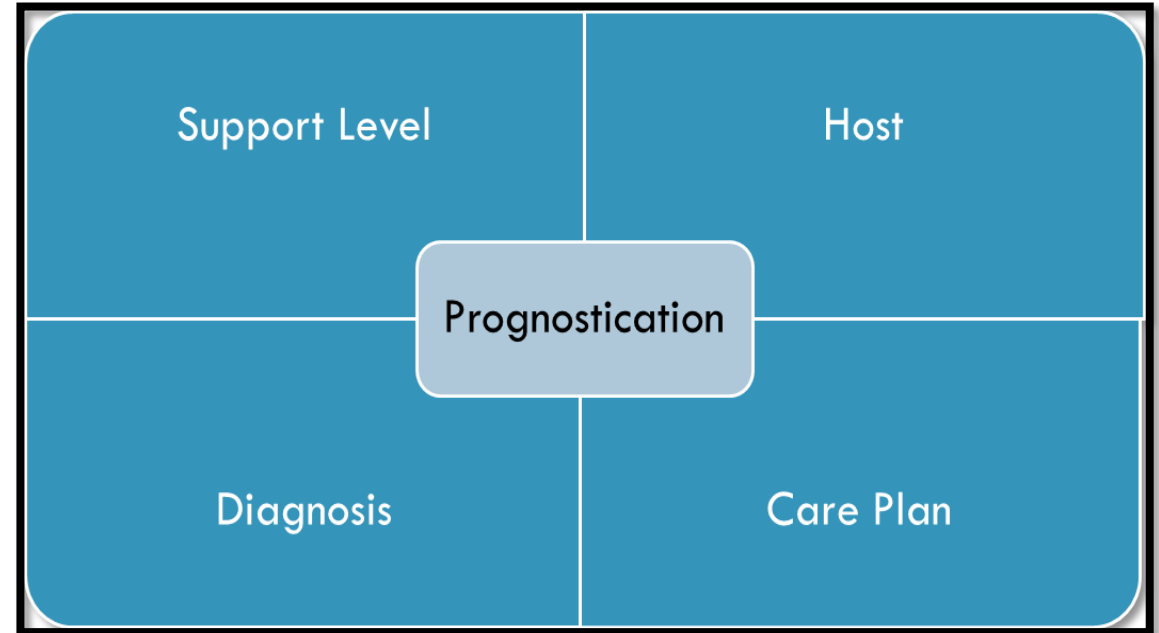 Support Level
Host
Prognostication
Diagnosis
Care Plan